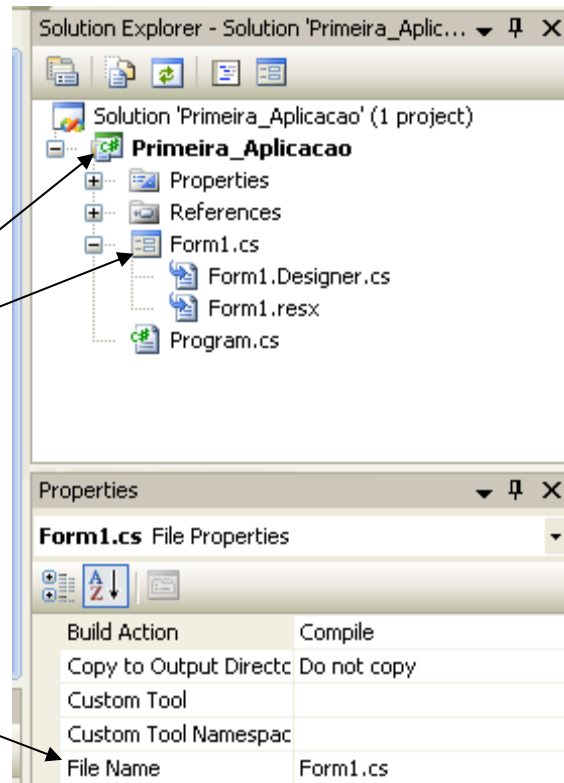 Solution Explorer - Solution 'Primeira_Aplic...
Solution 'Primeira_Aplicacao' (1 project)
Primeira_Aplicacao
Properties
References
Form1.cs
Form1.Designer.cs
Form1.resx
Program.cs
Properties
Form1.cs File Properties
Build Action Compile
Copy to Output Directo Do not copy
Custom Tool
Custom Tool Namespac
File Name Form1.cs